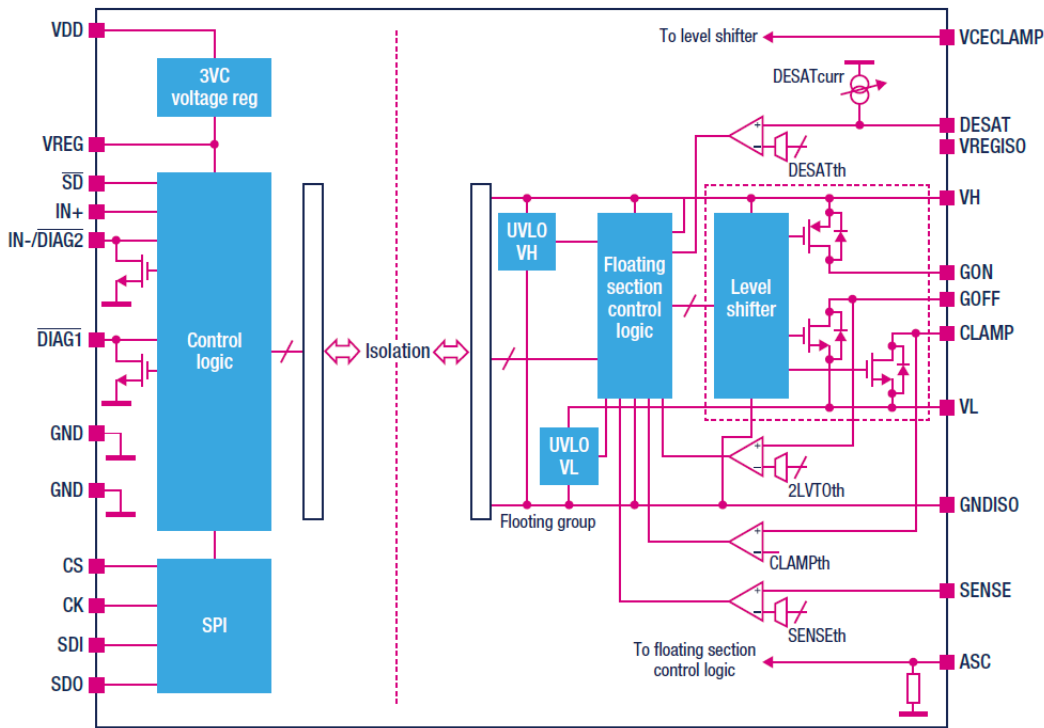 VDD
3VC
voltage reg
VREG
SD
IN+
IN-/DIAG2
DIAG1
Control
logic
GND
GND
CS
CK
SDI
SDO
SPI
Isolation
To level shifter
VCECLAMP
DESATcurr
DESAT
VREGISO
+
−
DESATth
VH
UVLO
VH
Floating
section
control
logic
Level
shifter
GON
GOFF
CLAMP
VL
UVLO
VL
+
−
2LVTOth
GNDISO
Flooting group
+
−
CLAMPth
+
−
SENSEth
SENSE
To floating section
control logic
ASC